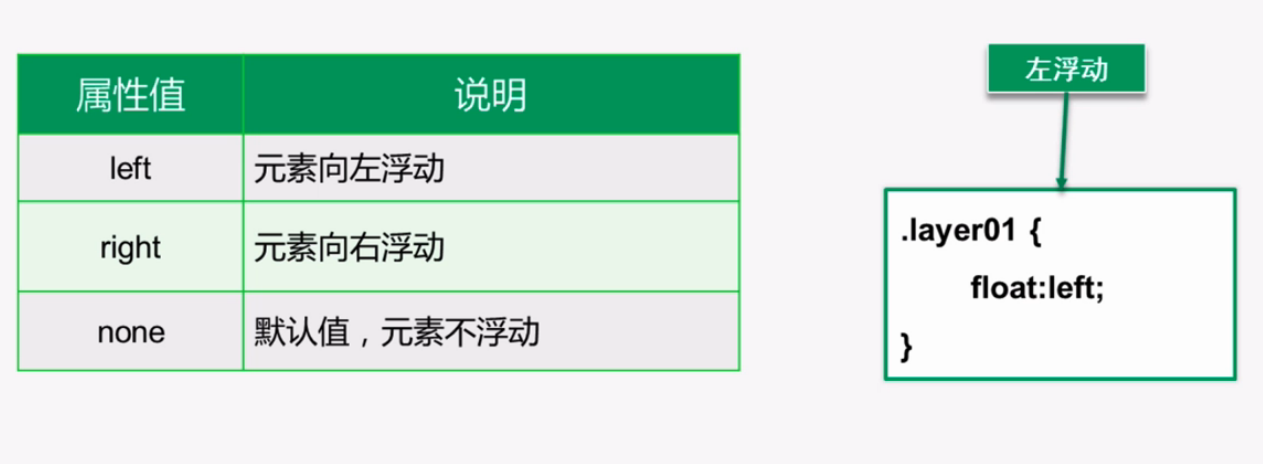 属性值 说明
left 元素向左浮动
right 元素向右浮动
none 默认值，元素不浮动
左浮动
.layer01 {
float:left;
}